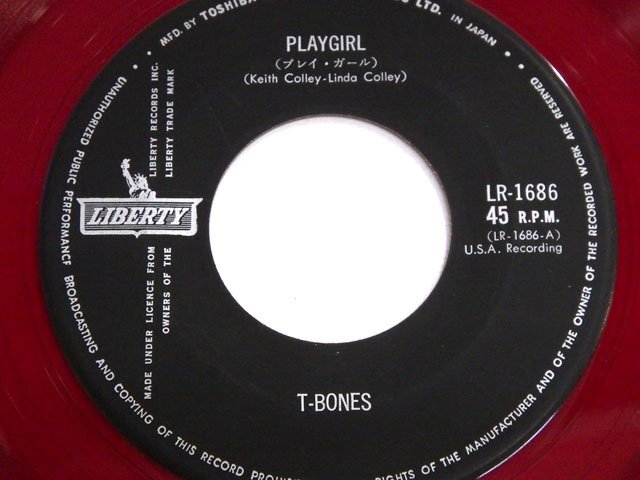 MFD. BY TOSHIBA
CO LTD. IN JAPAN
PLAYGIRL
(プレイ・ガール)
(Keith Colley-Linda Colley)
LIBERTY RECORDS INC.
LIBERTY TRADE MARK
LIBERTY
MADE UNDER LICENCE FROM
OWNERS OF THE
LR-1686
45 R.P.M.
(LR-1686-A)
U.S.A. Recording
T-BONES
UNAUTHORIZED PUBLIC PERFORMANCE BROADCASTING AND COPYING OF THIS RECORD PROHIBI
RIGHTS OF THE MANUFACTURER AND OF THE OWNER OF THE RECORDED WORK ARE RESERVED